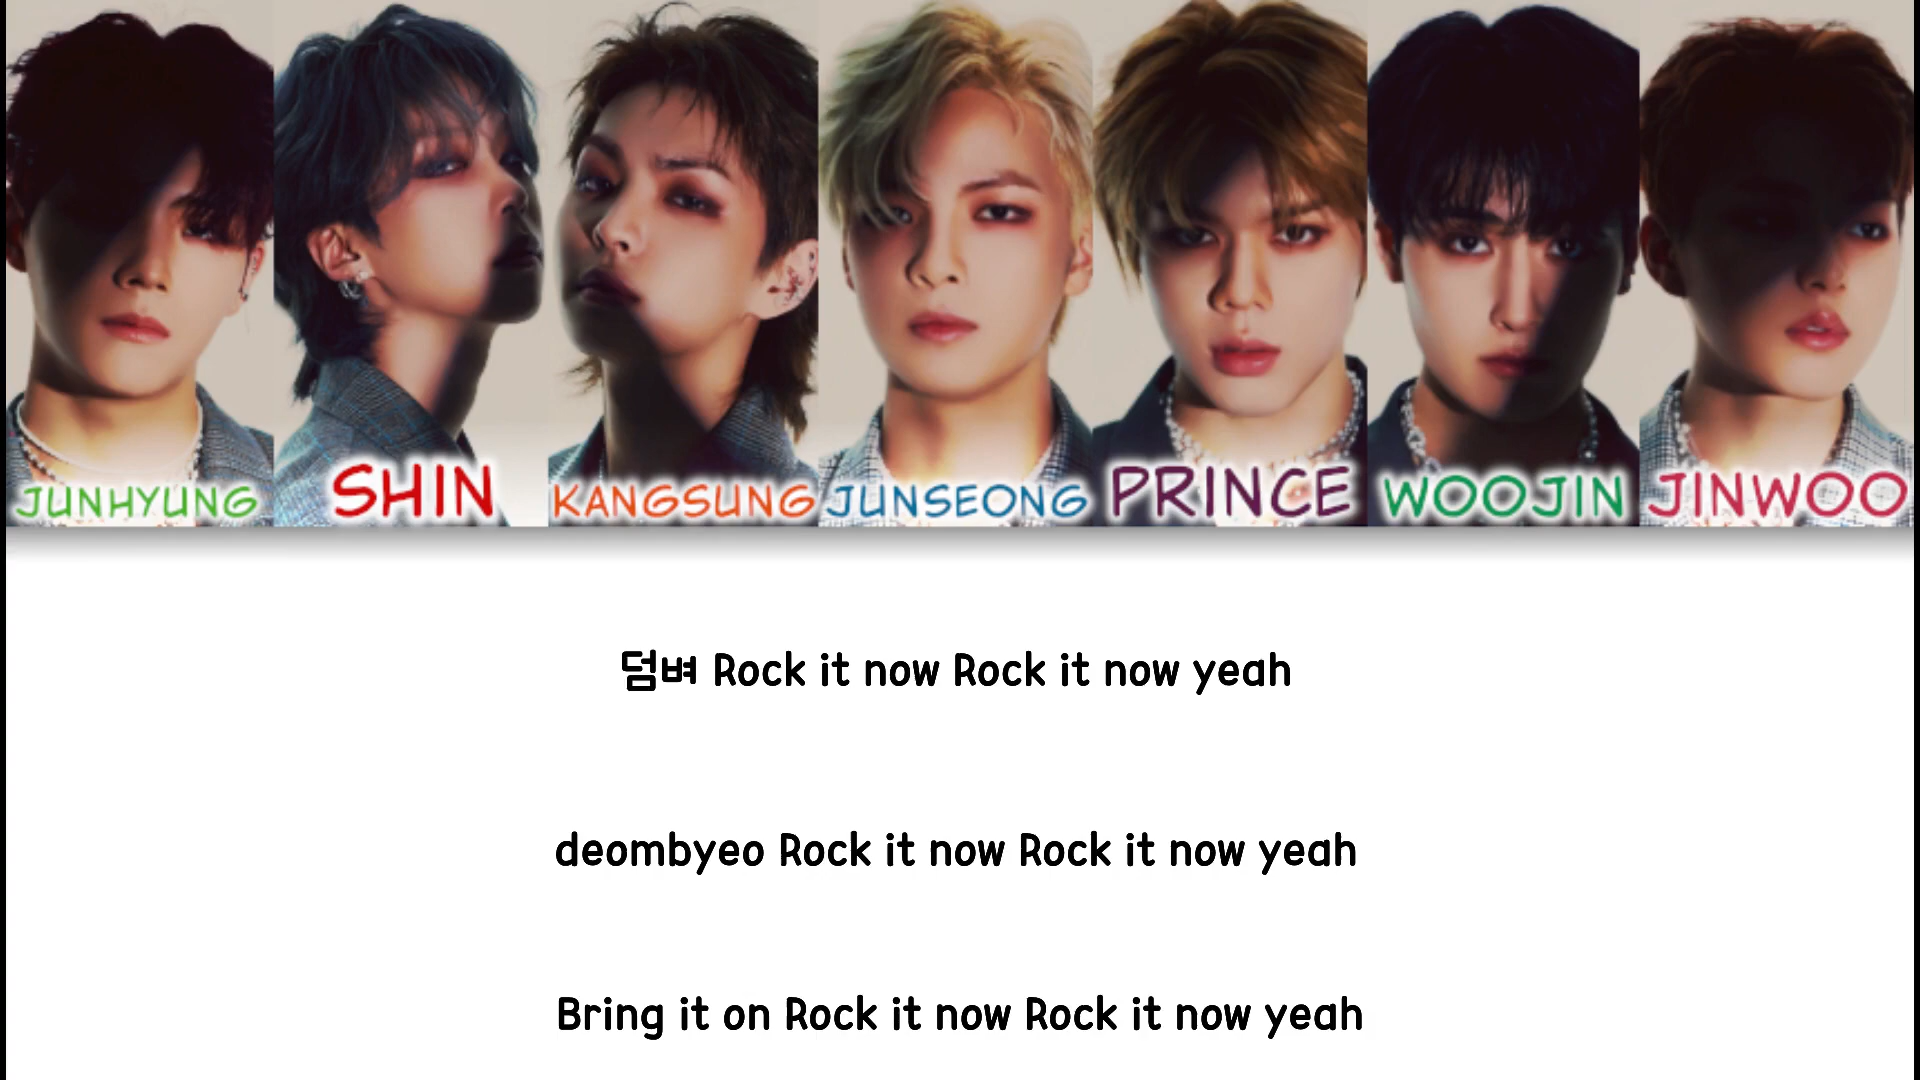 JUNHYUNG SHIN KANGSUNG JUNSEONG PRINCE WOOJIN JINWOO
덤벼 Rock it now Rock it now yeah
deombyeo Rock it now Rock it now yeah
Bring it on Rock it now Rock it now yeah